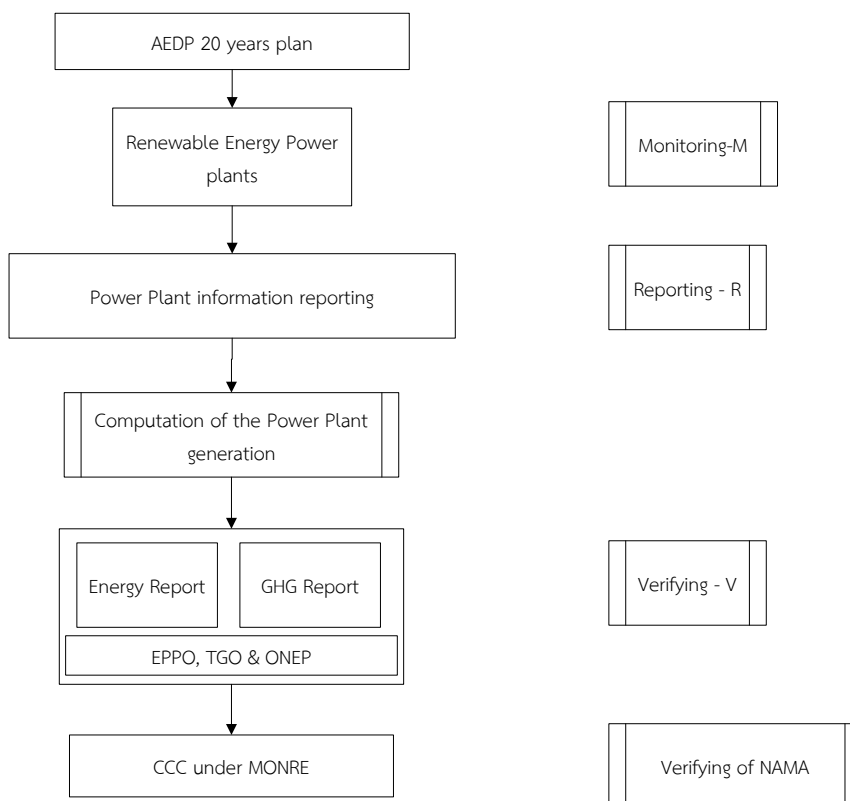 AEDP 20 years plan
Renewable Energy Power
plants
Monitoring-M
Power Plant information reporting
Reporting - R
Computation of the Power Plant
generation
Energy Report
GHG Report
EPPO, TGO & ONEP
Verifying - V
CCC under MONRE
Verifying of NAMA